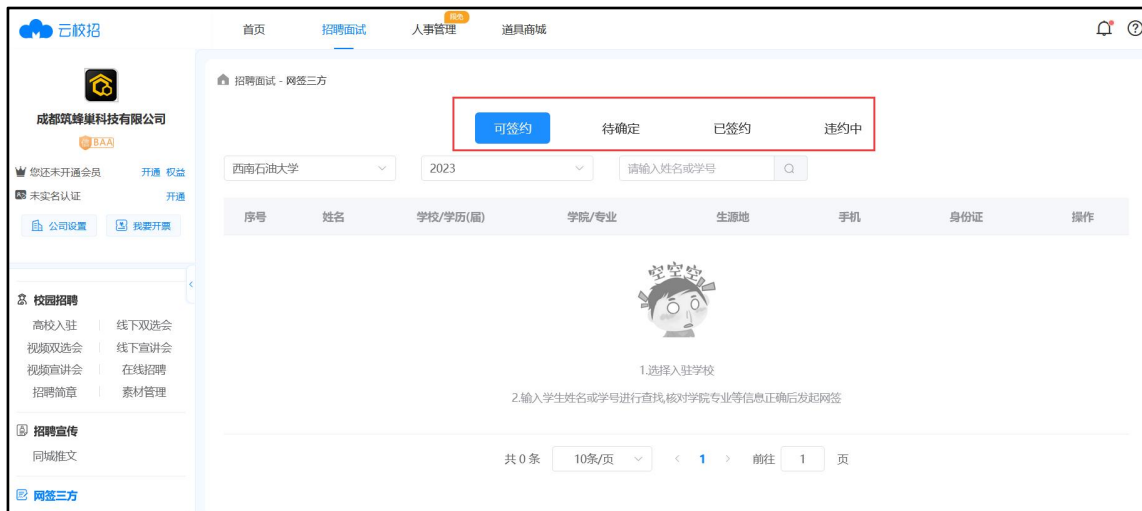 云校招
首页 招聘面试 人事管理 道具商城
招聘面试 - 网签三方
成都筑蜂巢科技有限公司
BAA
您还未开通会员 开通 权益
未实名认证 开通
公司设置 我要开票
校园招聘
高校入驻 线下双选会
视频双选会 线下宣讲会
视频宣讲会 在线招聘
招聘简章 素材管理
招聘宣传
同城推文
网签三方
可签约 待确定 已签约 违约中
西南石油大学 2023 请输入姓名或学号
序号 姓名 学校/学历(届) 学院/专业 生源地 手机 身份证 操作
空空空
1.选择入驻学校
2.输入学生姓名或学号进行查找,核对学院专业等信息正确后发起网签
共 0 条 10条/页 < 1 > 前往 1 页